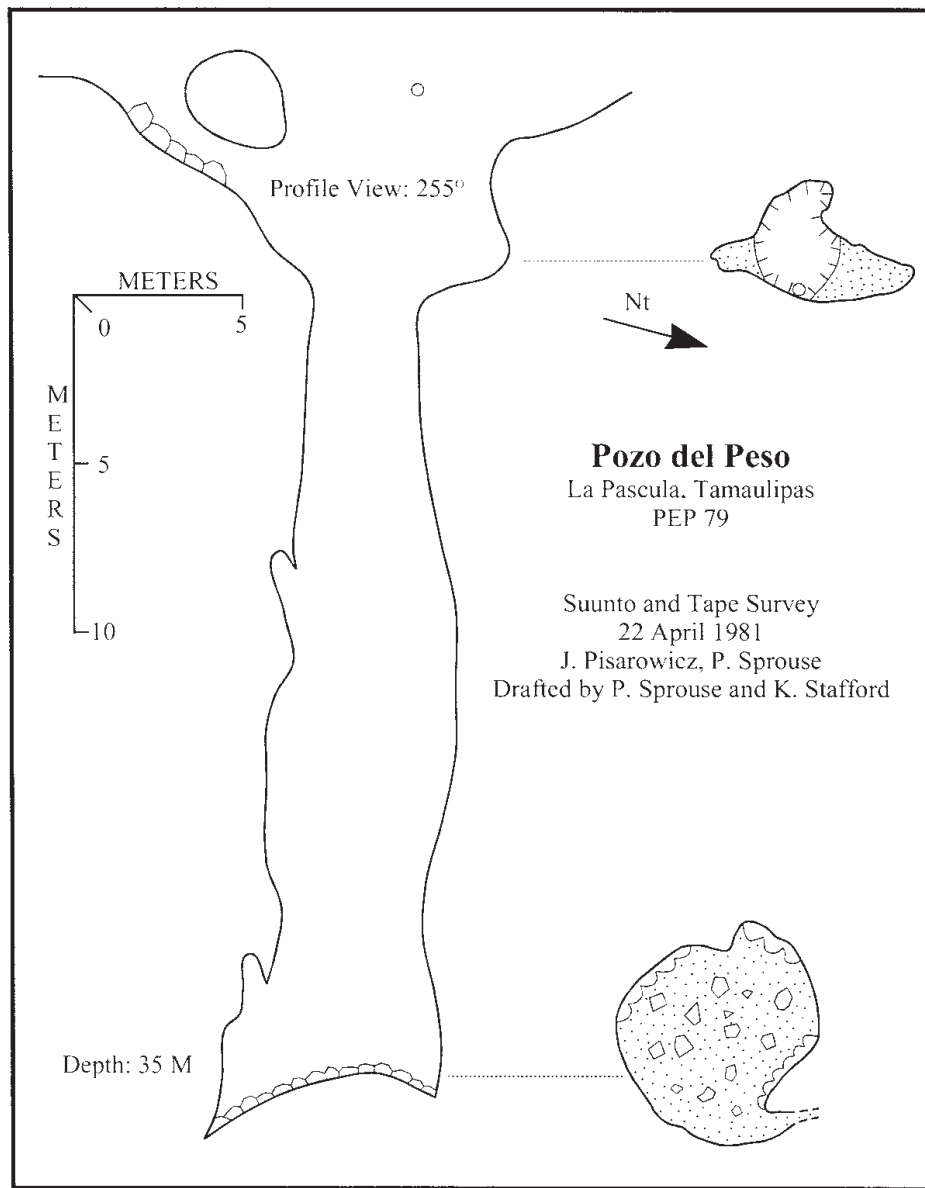 Profile View: 255°
METERS
0
5
METERS
5
10
Nt
Pozo del Peso
La Pascula, Tamaulipas
PEP 79
Suunto and Tape Survey
22 April 1981
J. Pisarowicz, P. Sprouse
Drafted by P. Sprouse and K. Stafford
Depth: 35 M